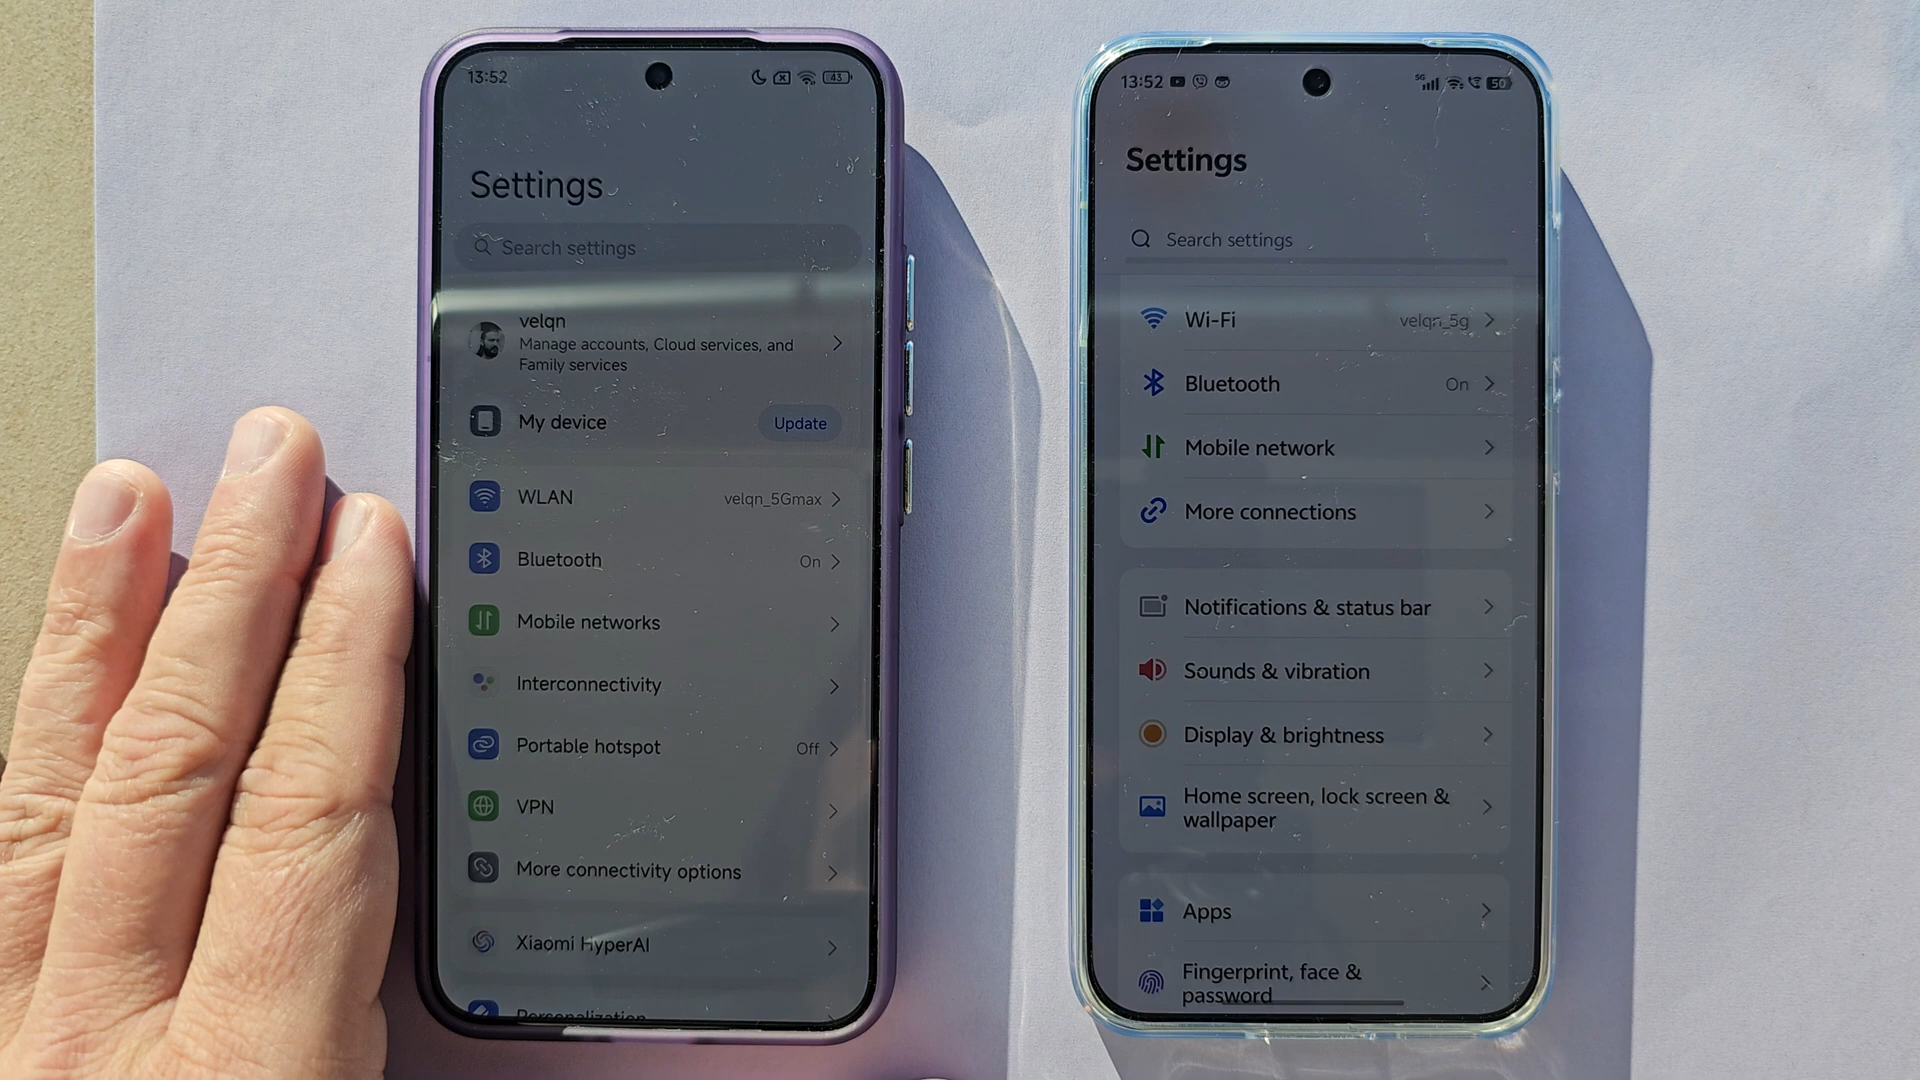 13:52
43
Settings
Search settings
velqn
Manage accounts, Cloud services, and
Family services
My device
Update
WLAN
velqn_5Gmax
Bluetooth
On
Mobile networks
Interconnectivity
Portable hotspot
Off
VPN
More connectivity options
Xiaomi HyperAI
Personalization
13:52
5G
50
Settings
Search settings
Wi-Fi
velqn_5g
Bluetooth
On
Mobile network
More connections
Notifications & status bar
Sounds & vibration
Display & brightness
Home screen, lock screen &
wallpaper
Apps
Fingerprint, face &
password